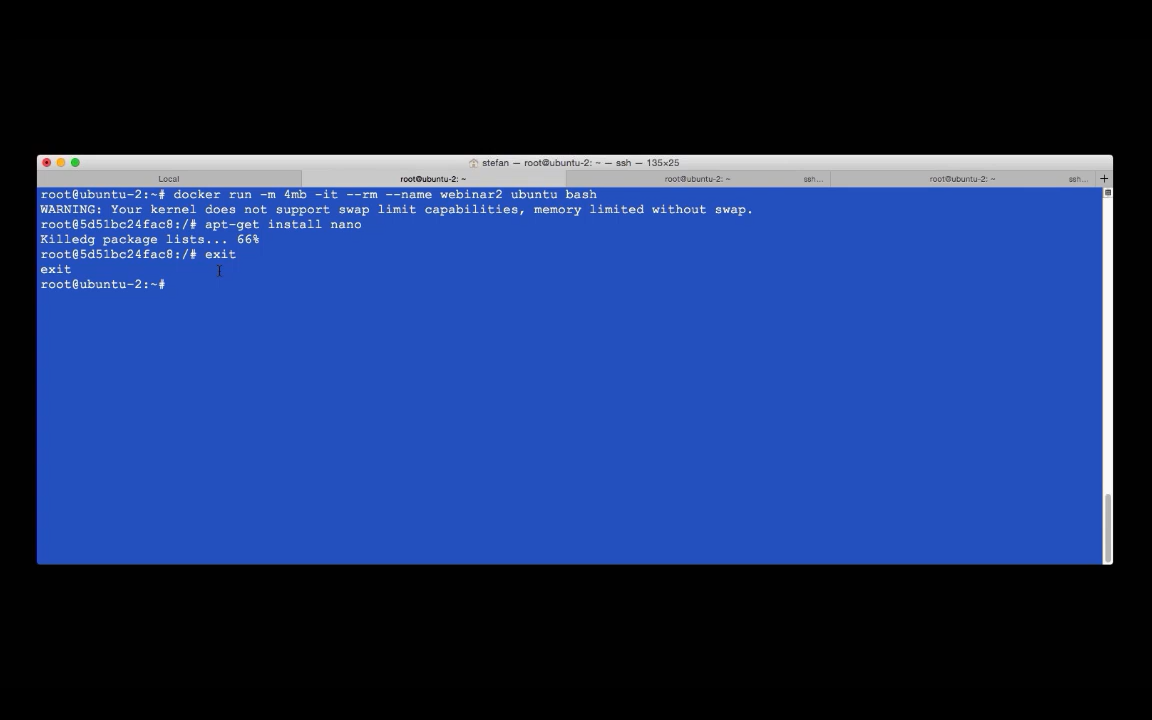 stefan — root@ubuntu-2: ~ — ssh — 135×25
Local root@ubuntu-2: ~ root@ubuntu-2: ~ ssh... root@ubuntu-2: ~ ssh... +
root@ubuntu-2:~# docker run -m 4mb -it --rm --name webinar2 ubuntu bash
WARNING: Your kernel does not support swap limit capabilities, memory limited without swap.
root@5d51bc24fac8:/# apt-get install nano
Killedg package lists... 66%
root@5d51bc24fac8:/# exit
exit
root@ubuntu-2:~#